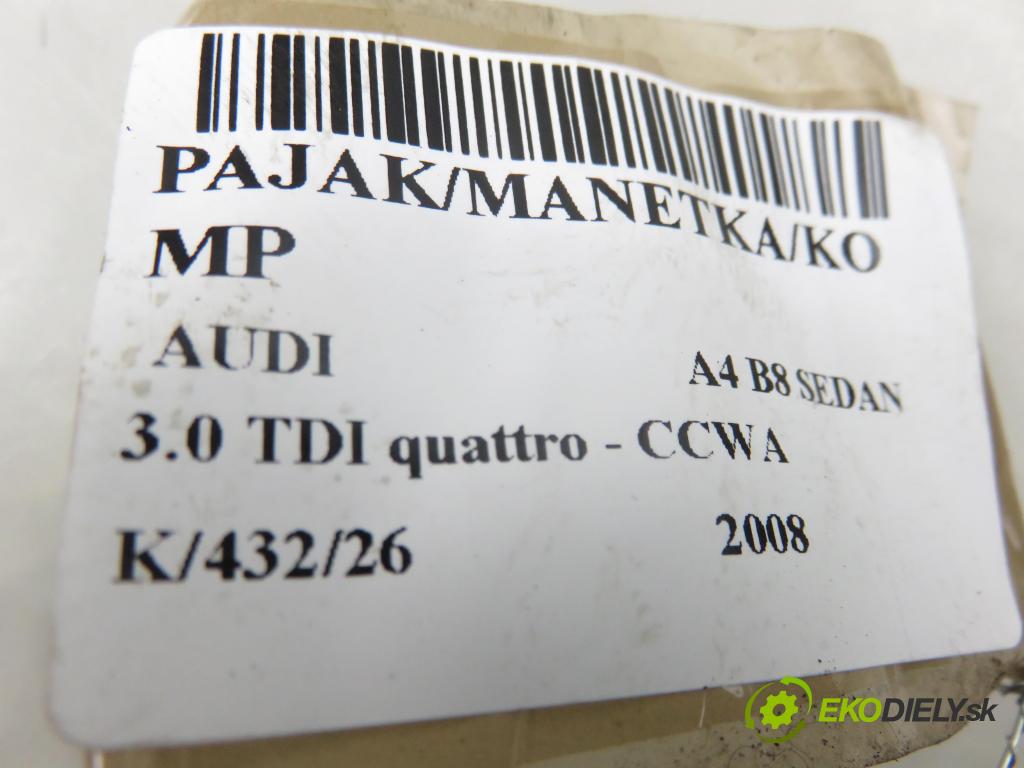 PAJAK/MANETKA/KO
MP
AUDI A4 B8 SEDAN
3.0 TDI quattro - CCWA
K/432/26 2008
EKODIELY.sk